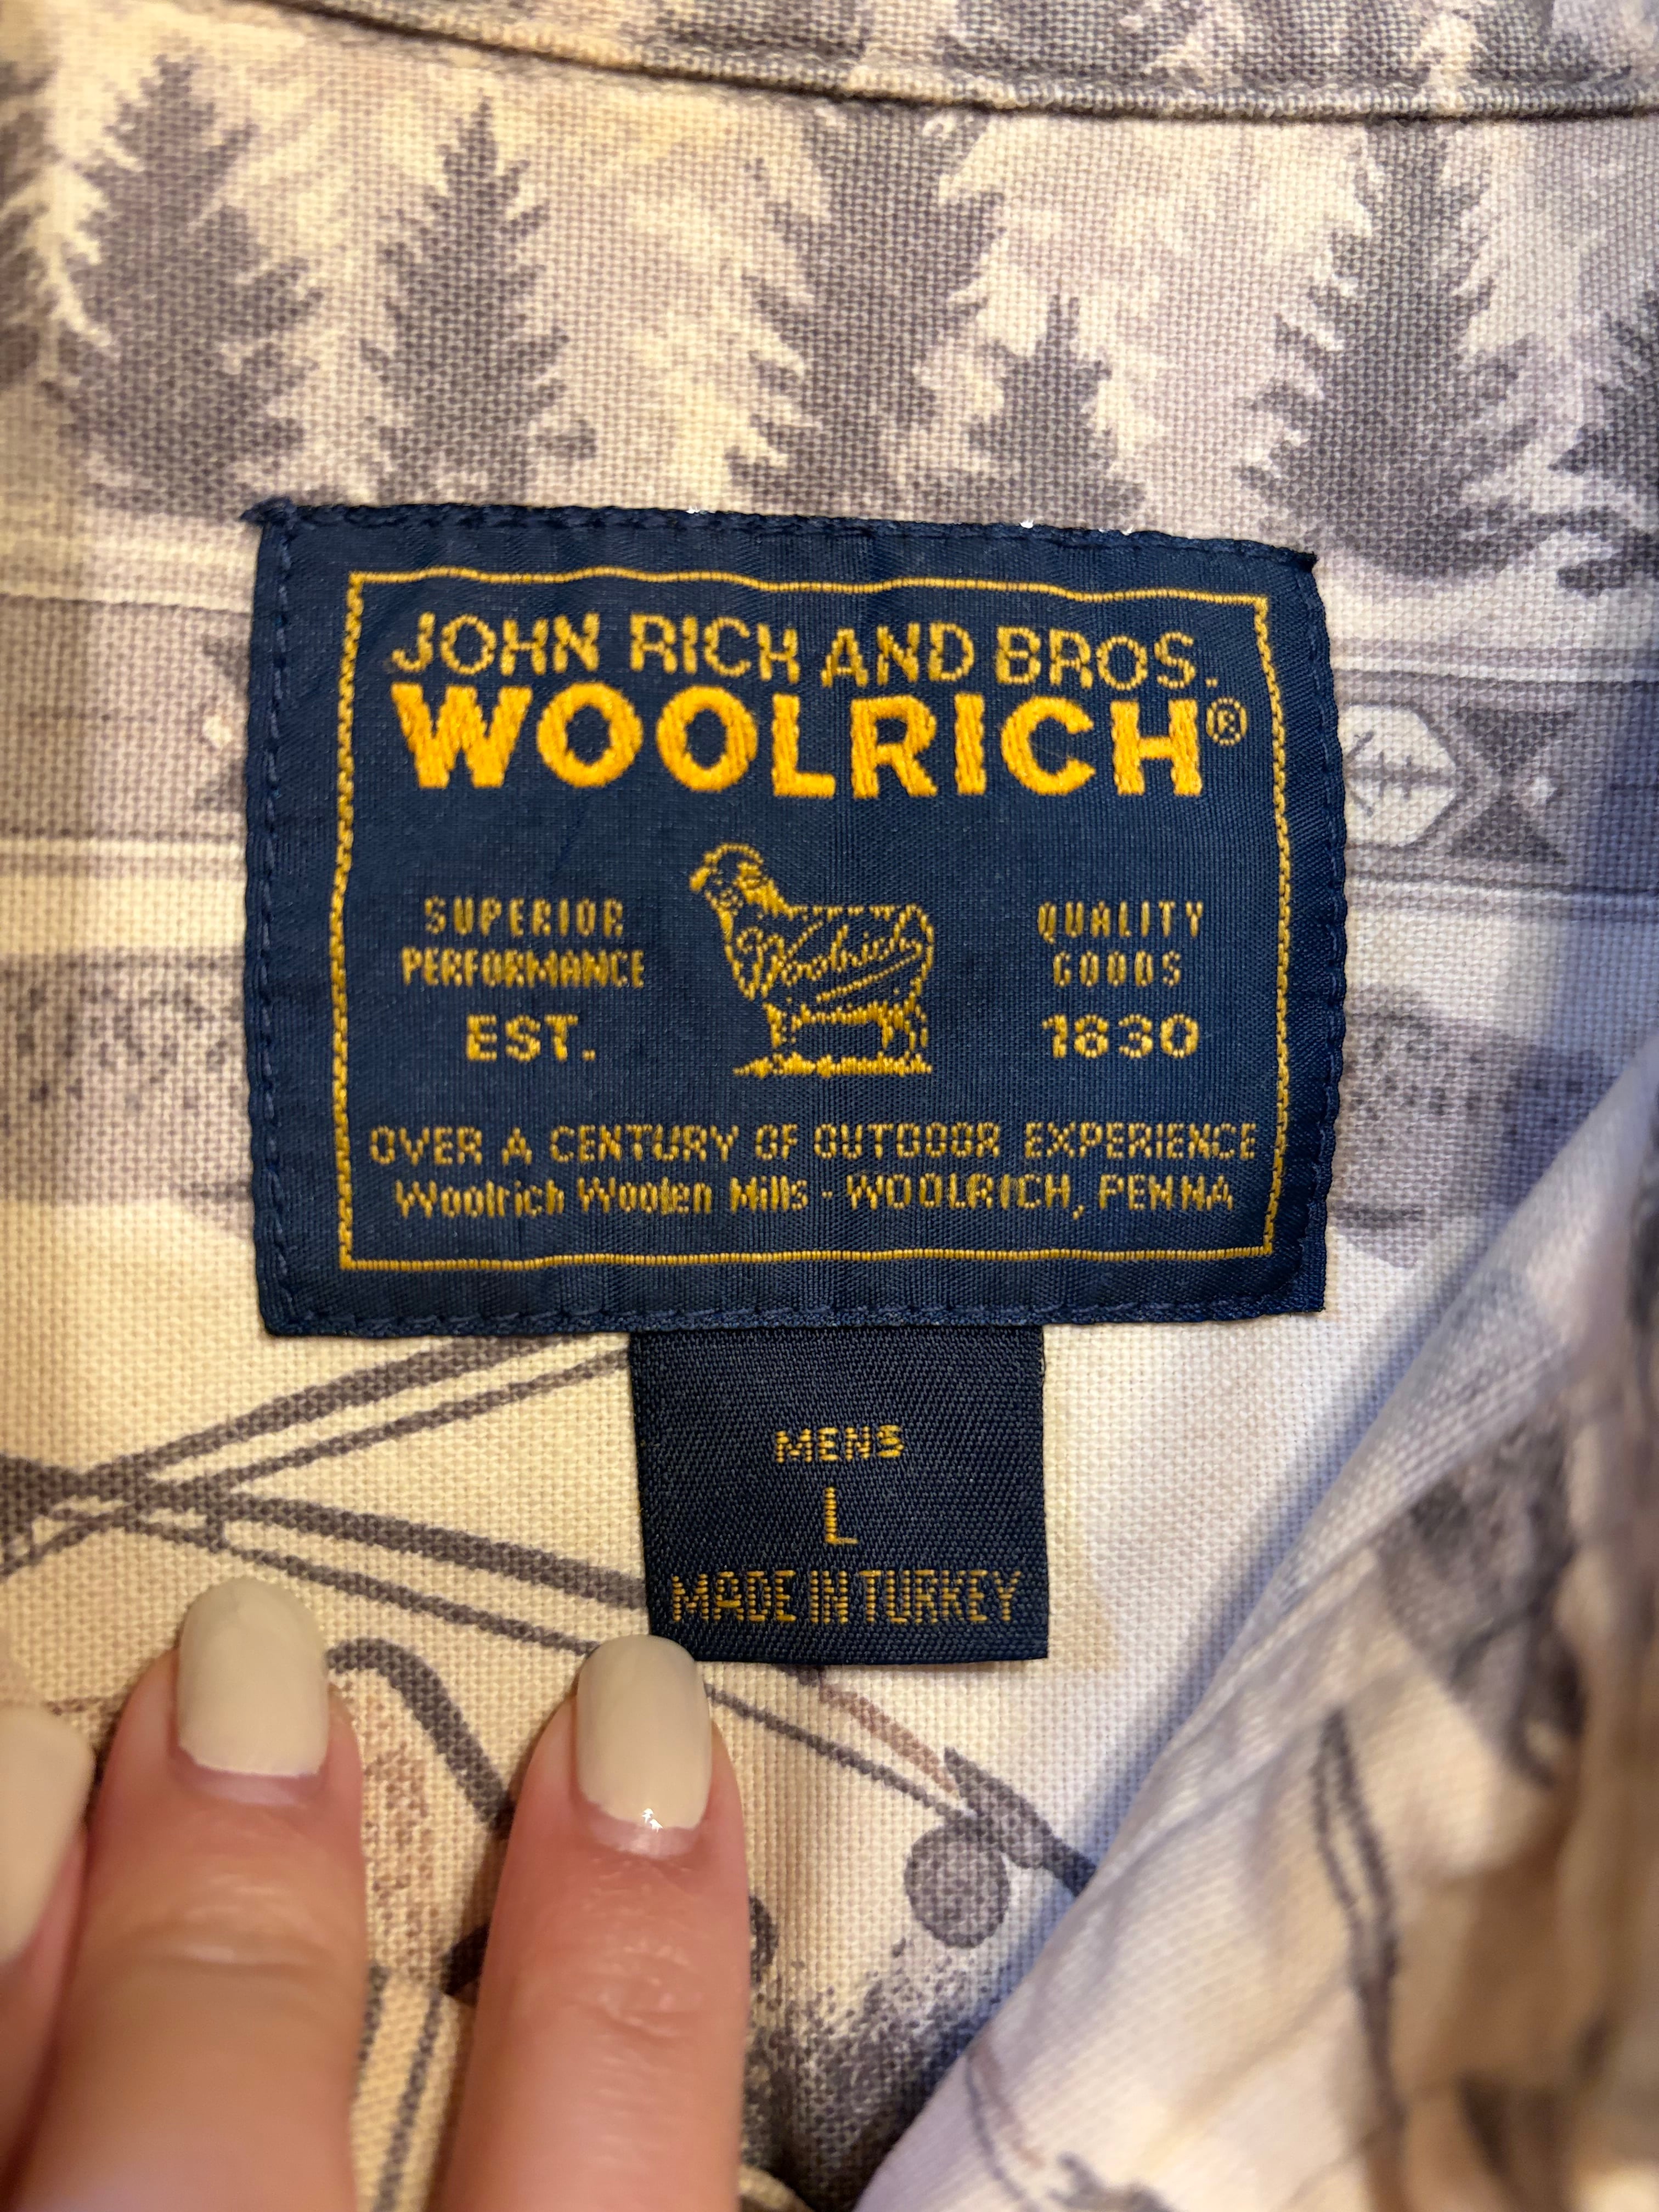 JOHN RICH AND BROS.
WOOLRICH®
SUPERIOR PERFORMANCE
Woolrich
QUALITY GOODS
EST. 1830
OVER A CENTURY OF OUTDOOR EXPERIENCE
Woolrich Woolen Mills - WOOLRICH, PENNA
MENS
L
MADE IN TURKEY